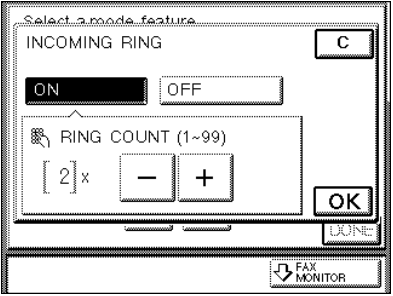 Select a mode feature
INCOMING RING
C
ON
OFF
RING COUNT (1~99)
[ 2]x
−
+
OK
DONE
FAX
MONITOR